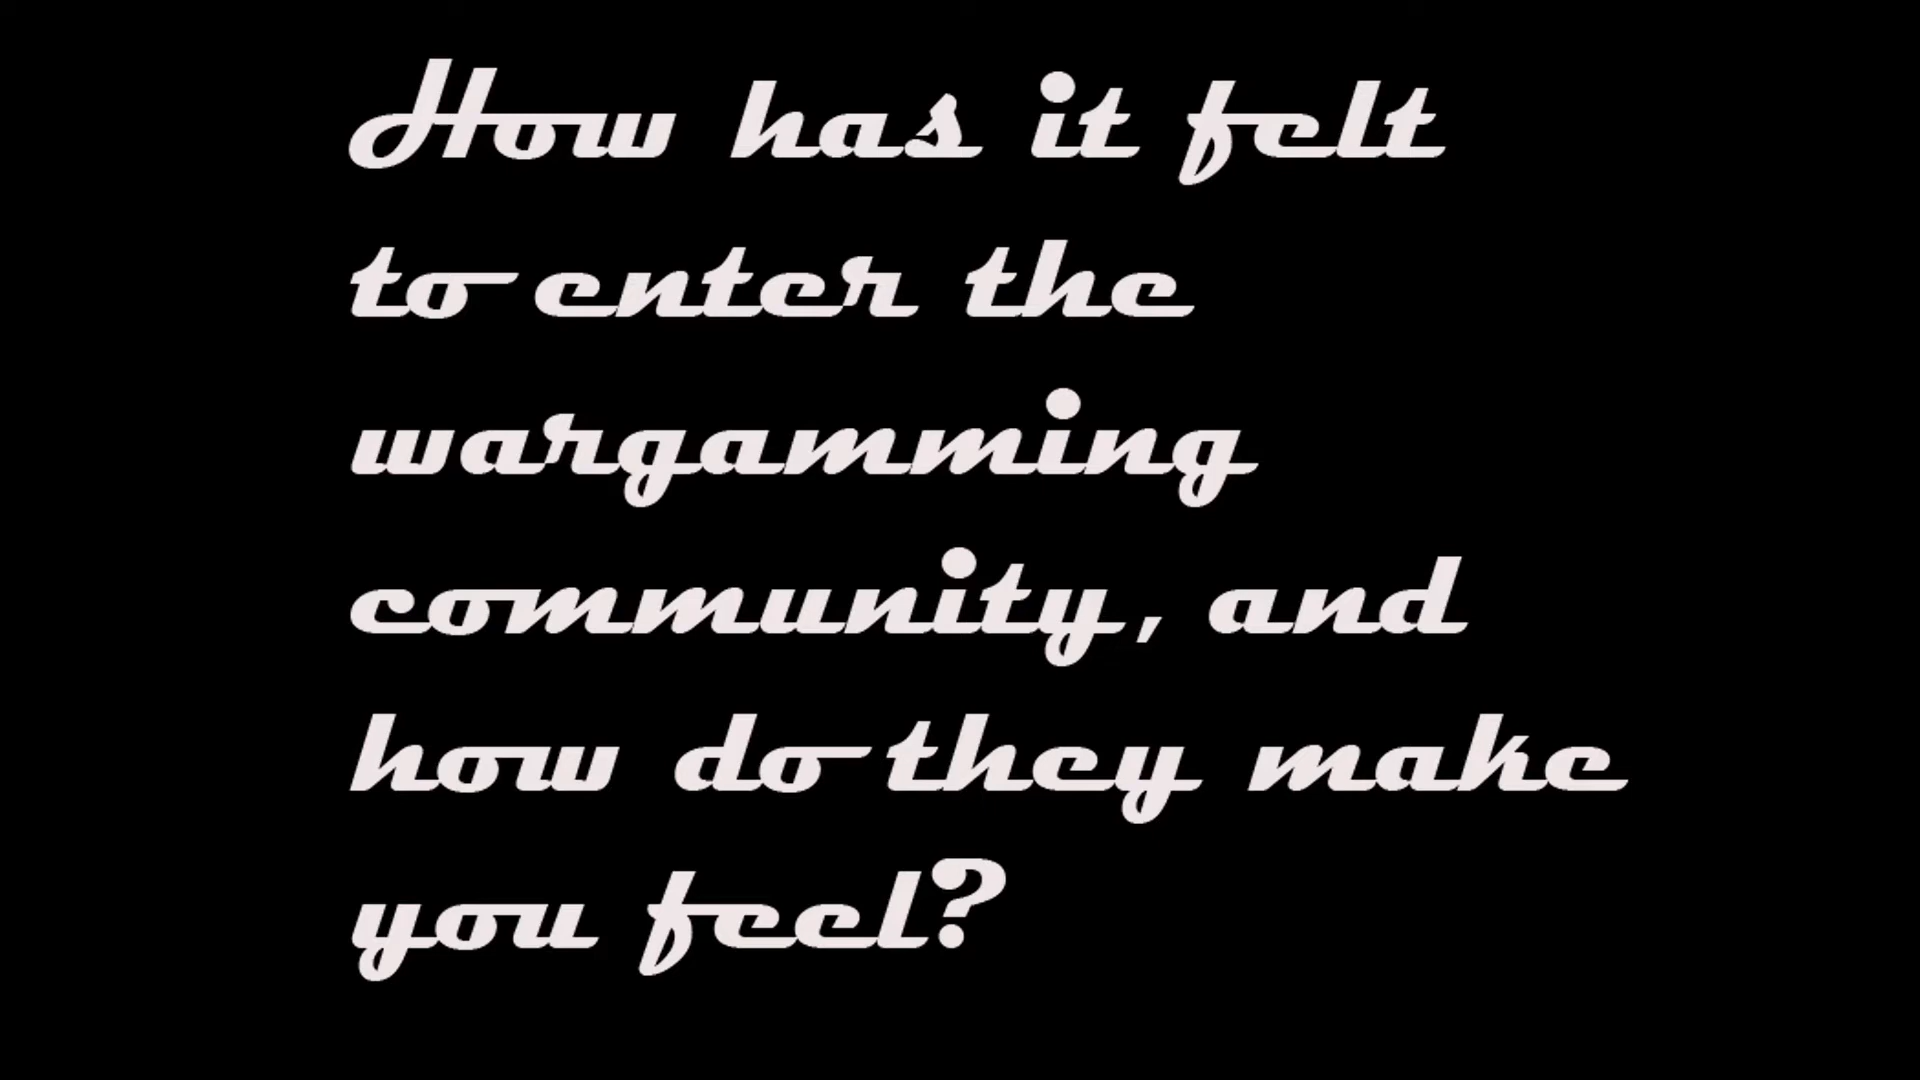 How has it felt
to enter the
wargamming
community, and
how do they make
you feel?